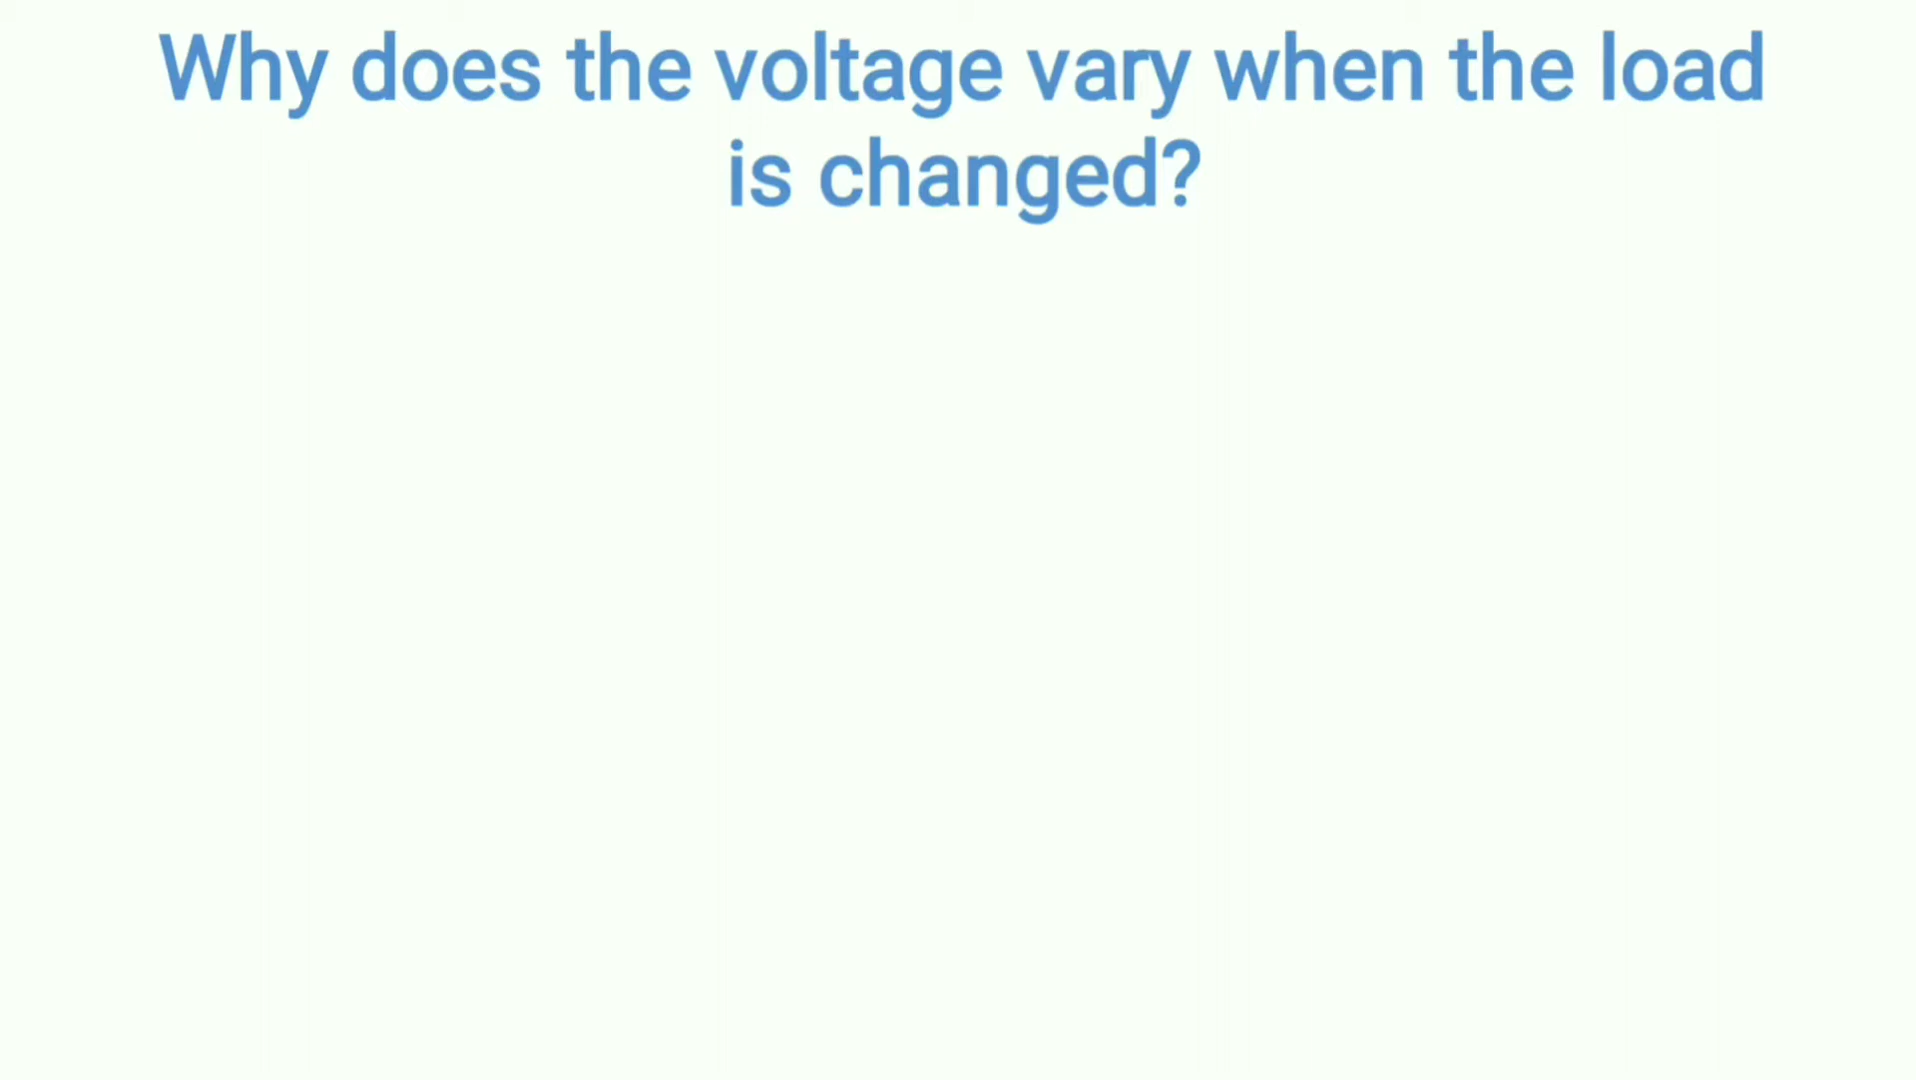 Why does the voltage vary when the load
is changed?